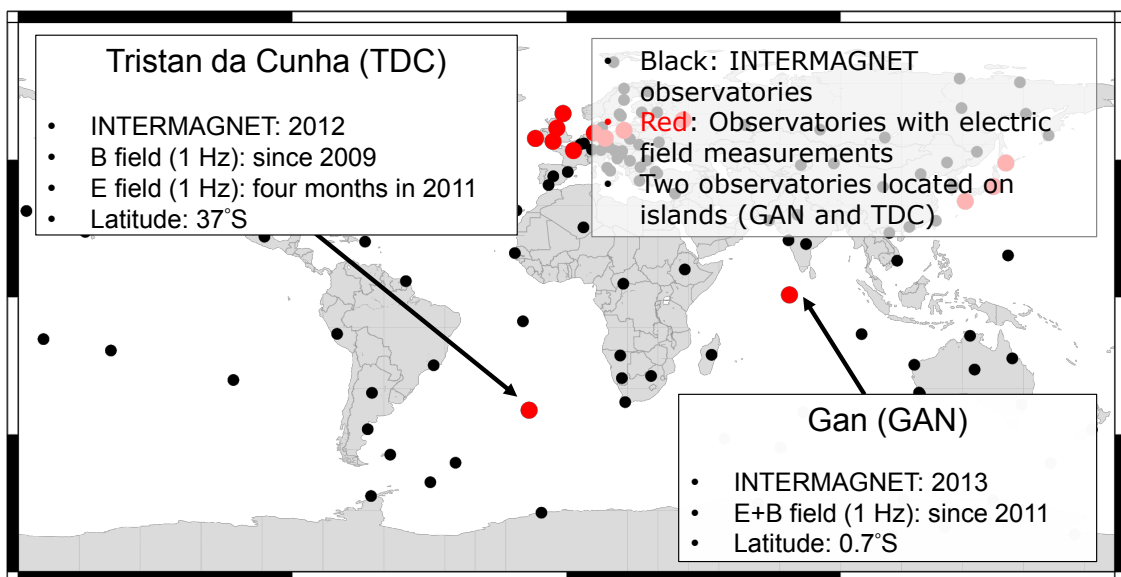 Tristan da Cunha (TDC)
• INTERMAGNET: 2012
• B field (1 Hz): since 2009
• E field (1 Hz): four months in 2011
• Latitude: 37°S
• Black: INTERMAGNET
observatories
• Red: Observatories with electric
field measurements
• Two observatories located on
islands (GAN and TDC)
Gan (GAN)
• INTERMAGNET: 2013
• E+B field (1 Hz): since 2011
• Latitude: 0.7°S